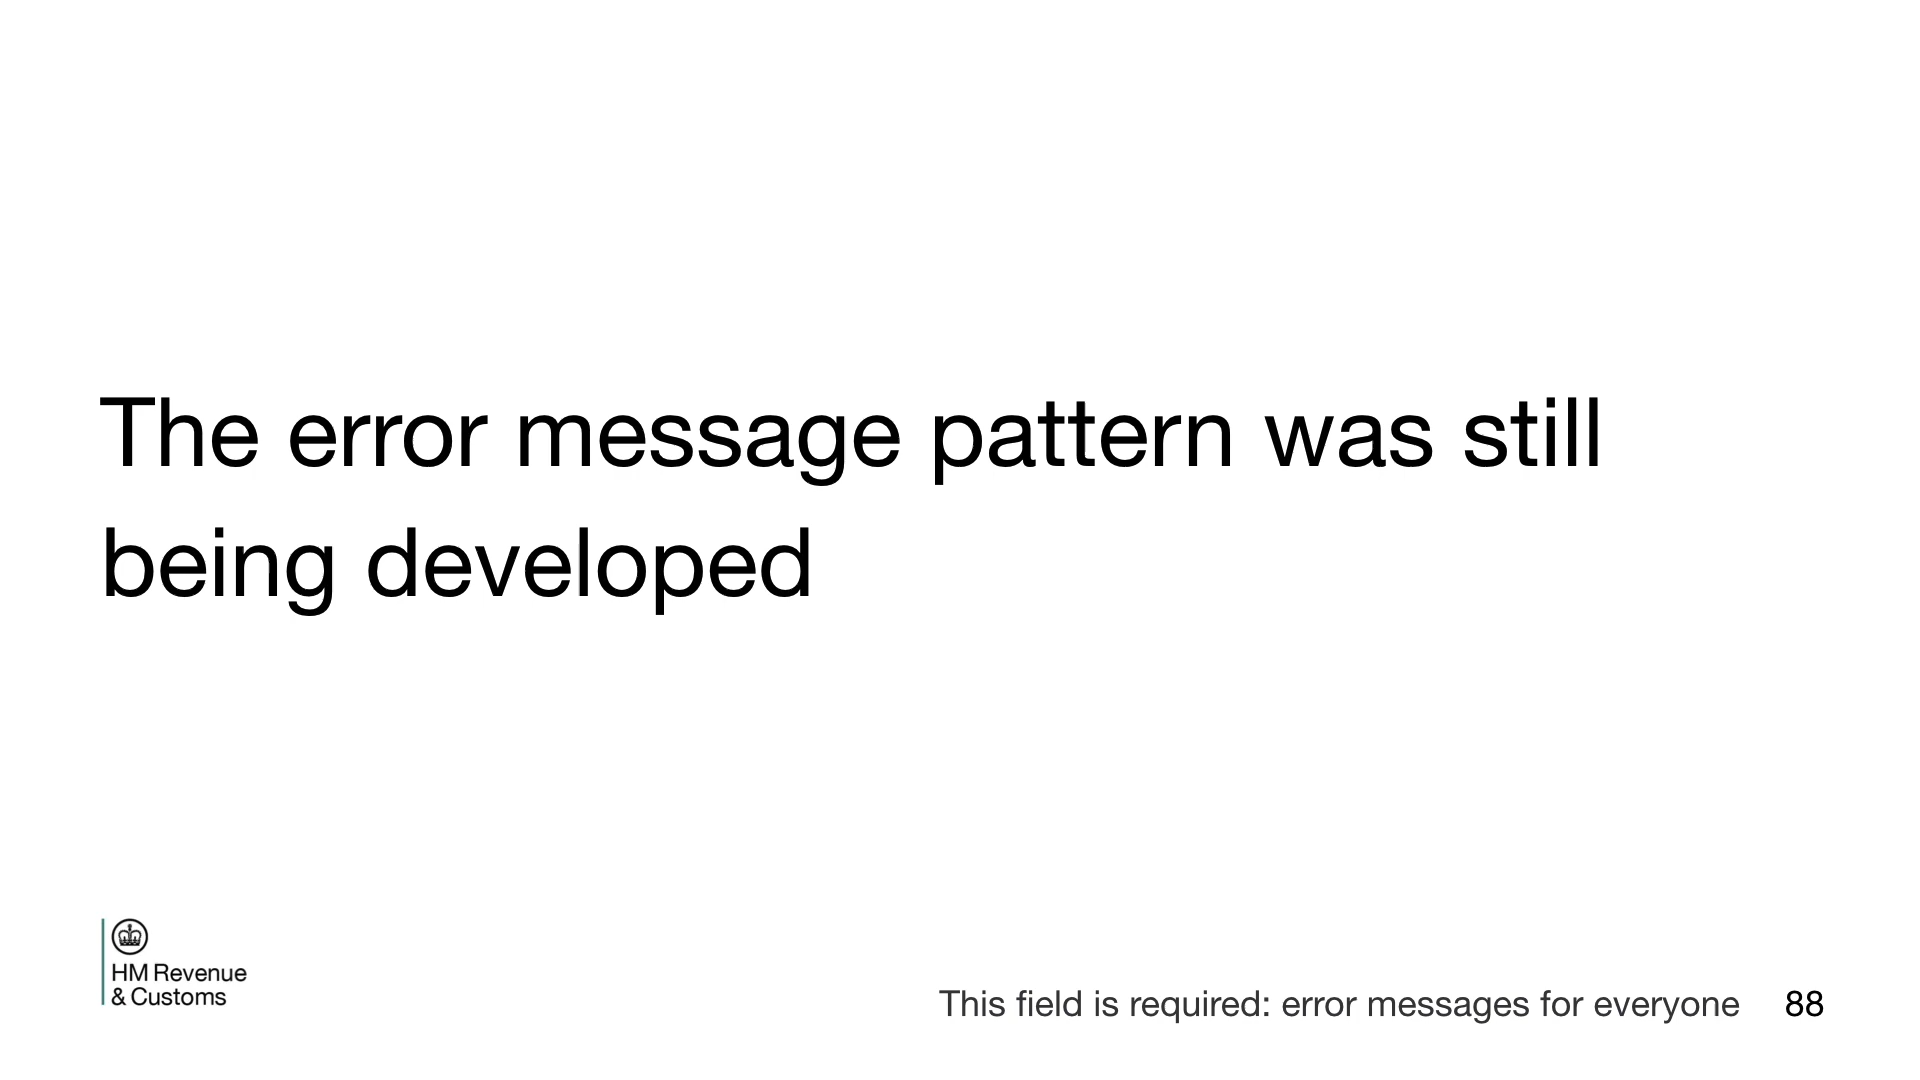 The error message pattern was still
being developed
HM Revenue
& Customs
This field is required: error messages for everyone 88